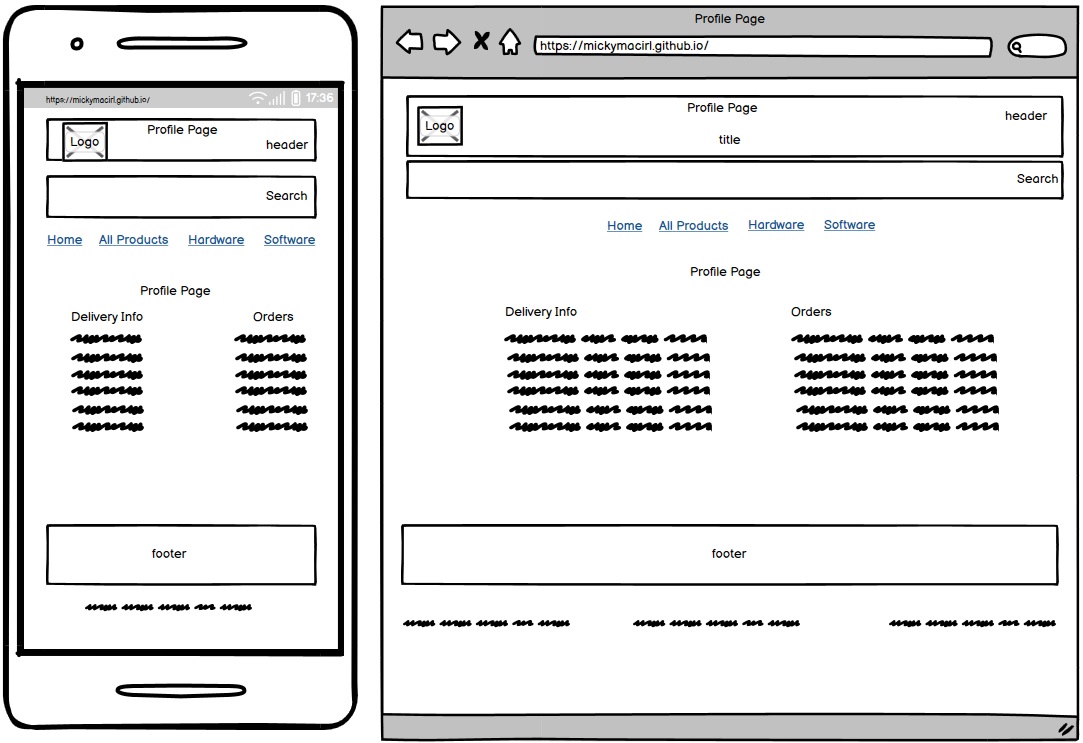 https://mickymacirl.github.io/ 17:36
Profile Page
Logo
header
Search
Home All Products Hardware Software
Profile Page
Delivery Info Orders
footer
Profile Page
https://mickymacirl.github.io/
Profile Page
header
Logo
title
Search
Home All Products Hardware Software
Profile Page
Delivery Info Orders
footer